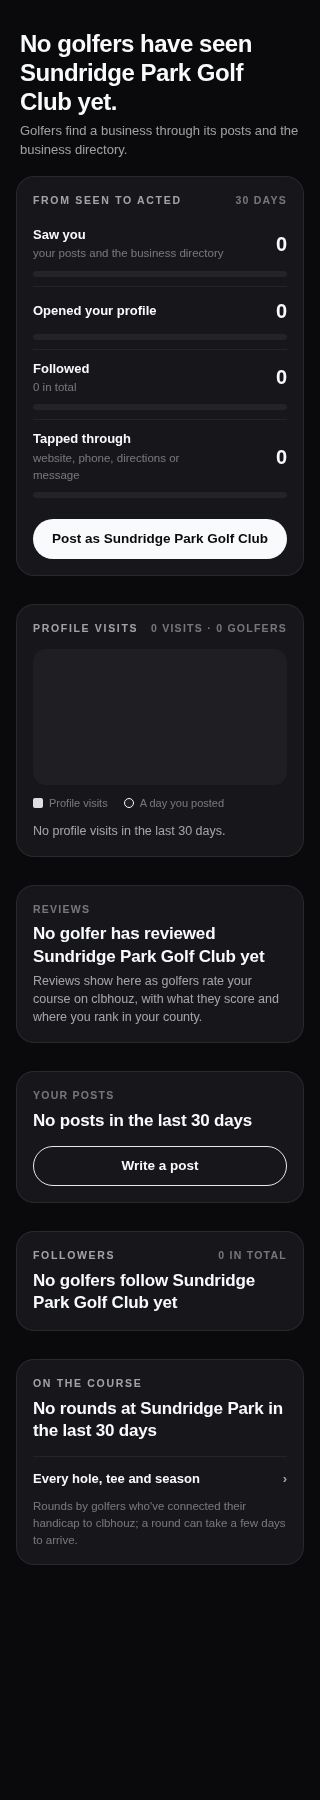 No golfers have seen
Sundridge Park Golf
Club yet.
Golfers find a business through its posts and the
business directory.
FROM SEEN TO ACTED
30 DAYS
Saw you
your posts and the business directory
0
Opened your profile
0
Followed
0 in total
0
Tapped through
website, phone, directions or
message
0
Post as Sundridge Park Golf Club
PROFILE VISITS
0 VISITS · 0 GOLFERS
Profile visits
A day you posted
No profile visits in the last 30 days.
REVIEWS
No golfer has reviewed
Sundridge Park Golf Club yet
Reviews show here as golfers rate your
course on clbhouz, with what they score and
where you rank in your county.
YOUR POSTS
No posts in the last 30 days
Write a post
FOLLOWERS
0 IN TOTAL
No golfers follow Sundridge
Park Golf Club yet
ON THE COURSE
No rounds at Sundridge Park in
the last 30 days
Every hole, tee and season ›
Rounds by golfers who've connected their
handicap to clbhouz; a round can take a few days
to arrive.